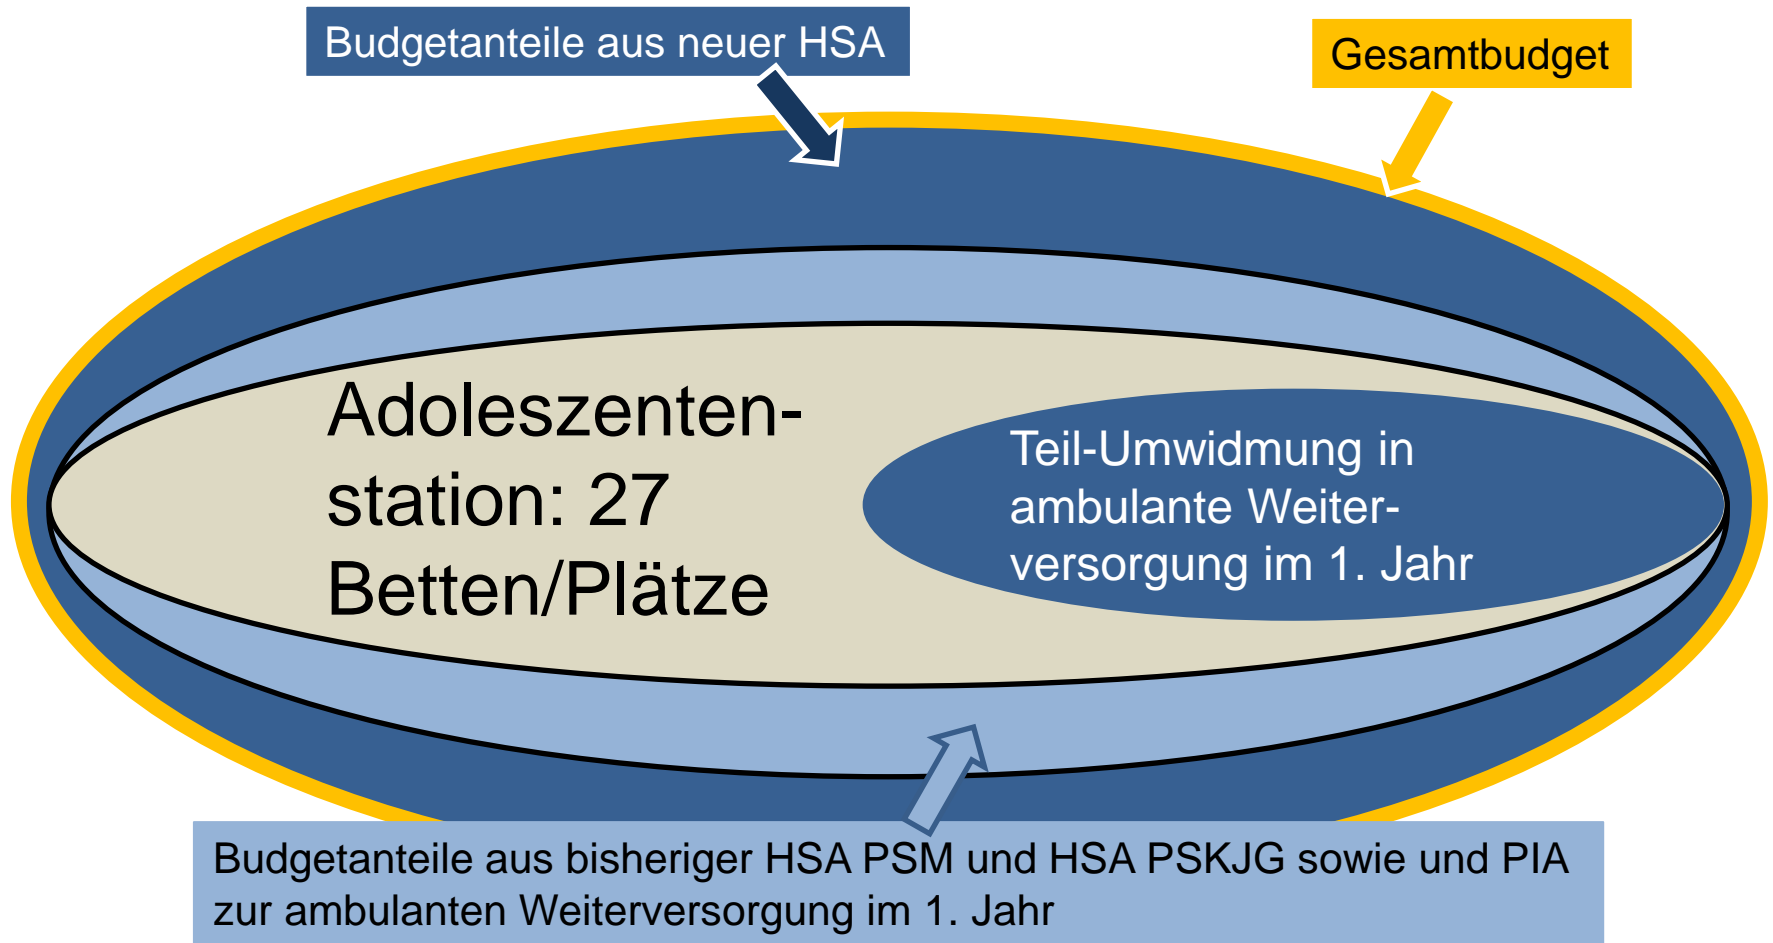 Budgetanteile aus neuer HSA
Gesamtbudget
Adoleszenten-
station: 27
Betten/Plätze
Teil-Umwidmung in
ambulante Weiter-
versorgung im 1. Jahr
Budgetanteile aus bisheriger HSA PSM und HSA PSKJG sowie und PIA
zur ambulanten Weiterversorgung im 1. Jahr